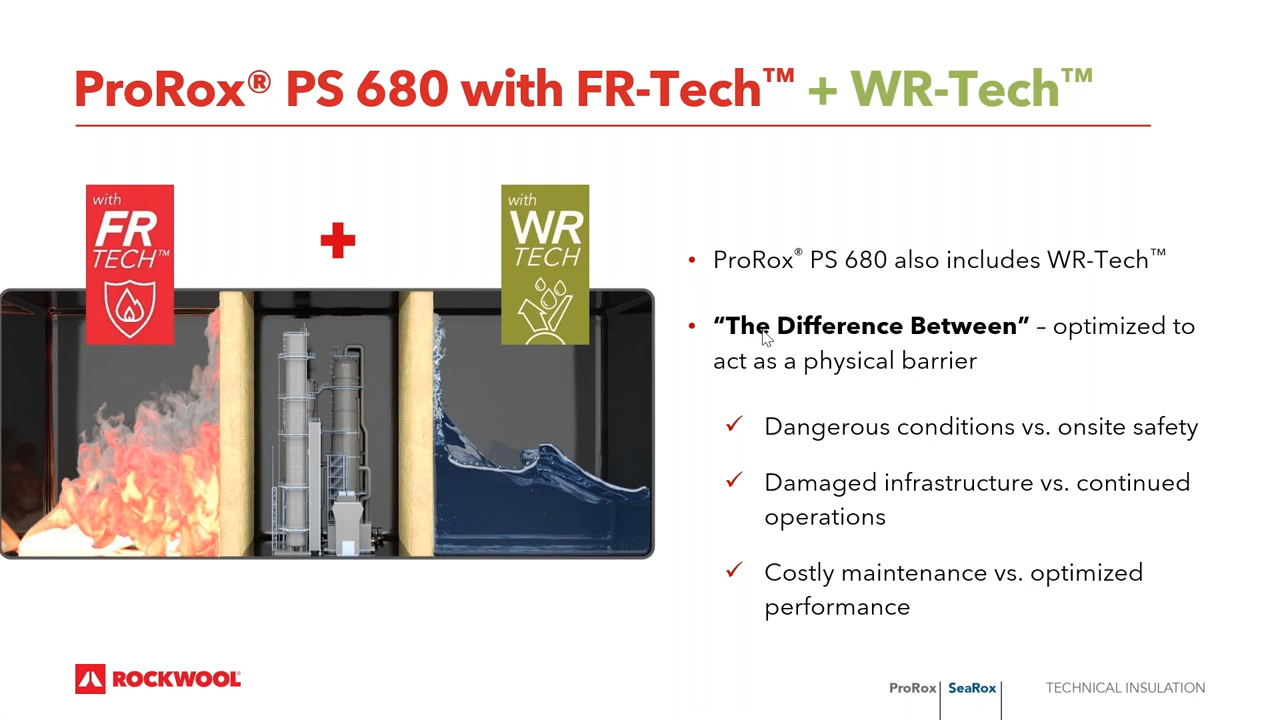 ProRox® PS 680 with FR-Tech™ + WR-Tech™
with
FR
TECH™
with
WR
TECH
• ProRox® PS 680 also includes WR-Tech™
• “The Difference Between” – optimized to
act as a physical barrier
✓ Dangerous conditions vs. onsite safety
✓ Damaged infrastructure vs. continued
operations
✓ Costly maintenance vs. optimized
performance
ROCKWOOL®
ProRox SeaRox TECHNICAL INSULATION